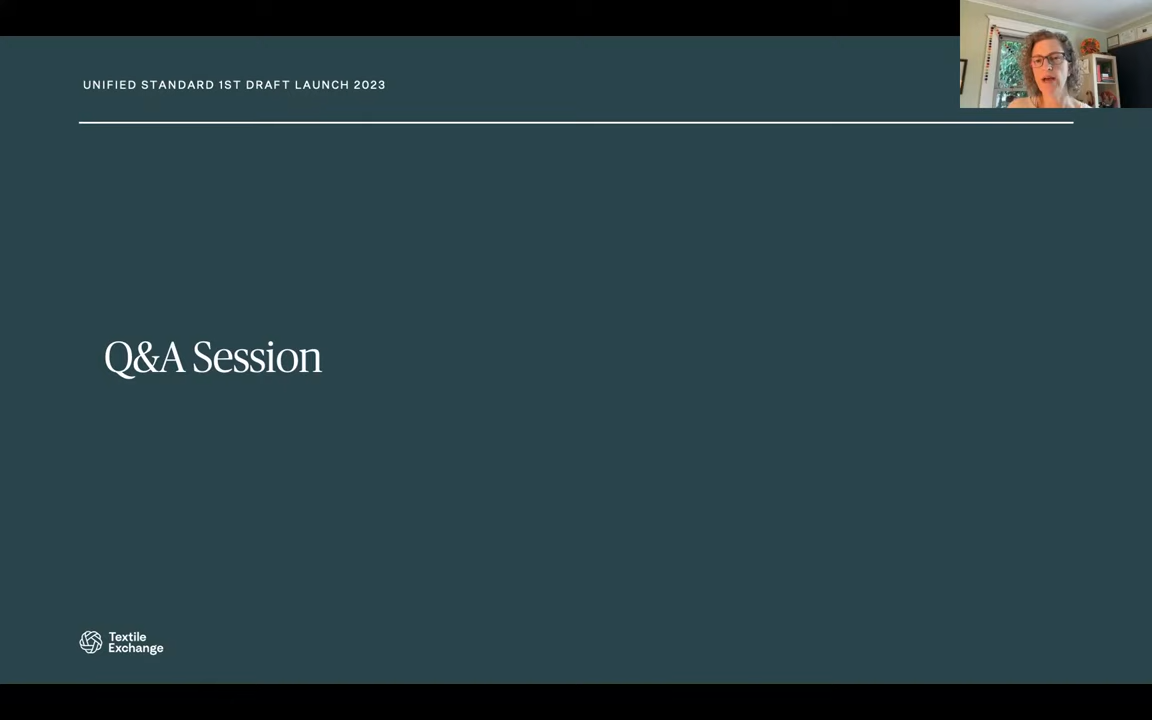 UNIFIED STANDARD 1ST DRAFT LAUNCH 2023
Q&A Session
Textile
Exchange